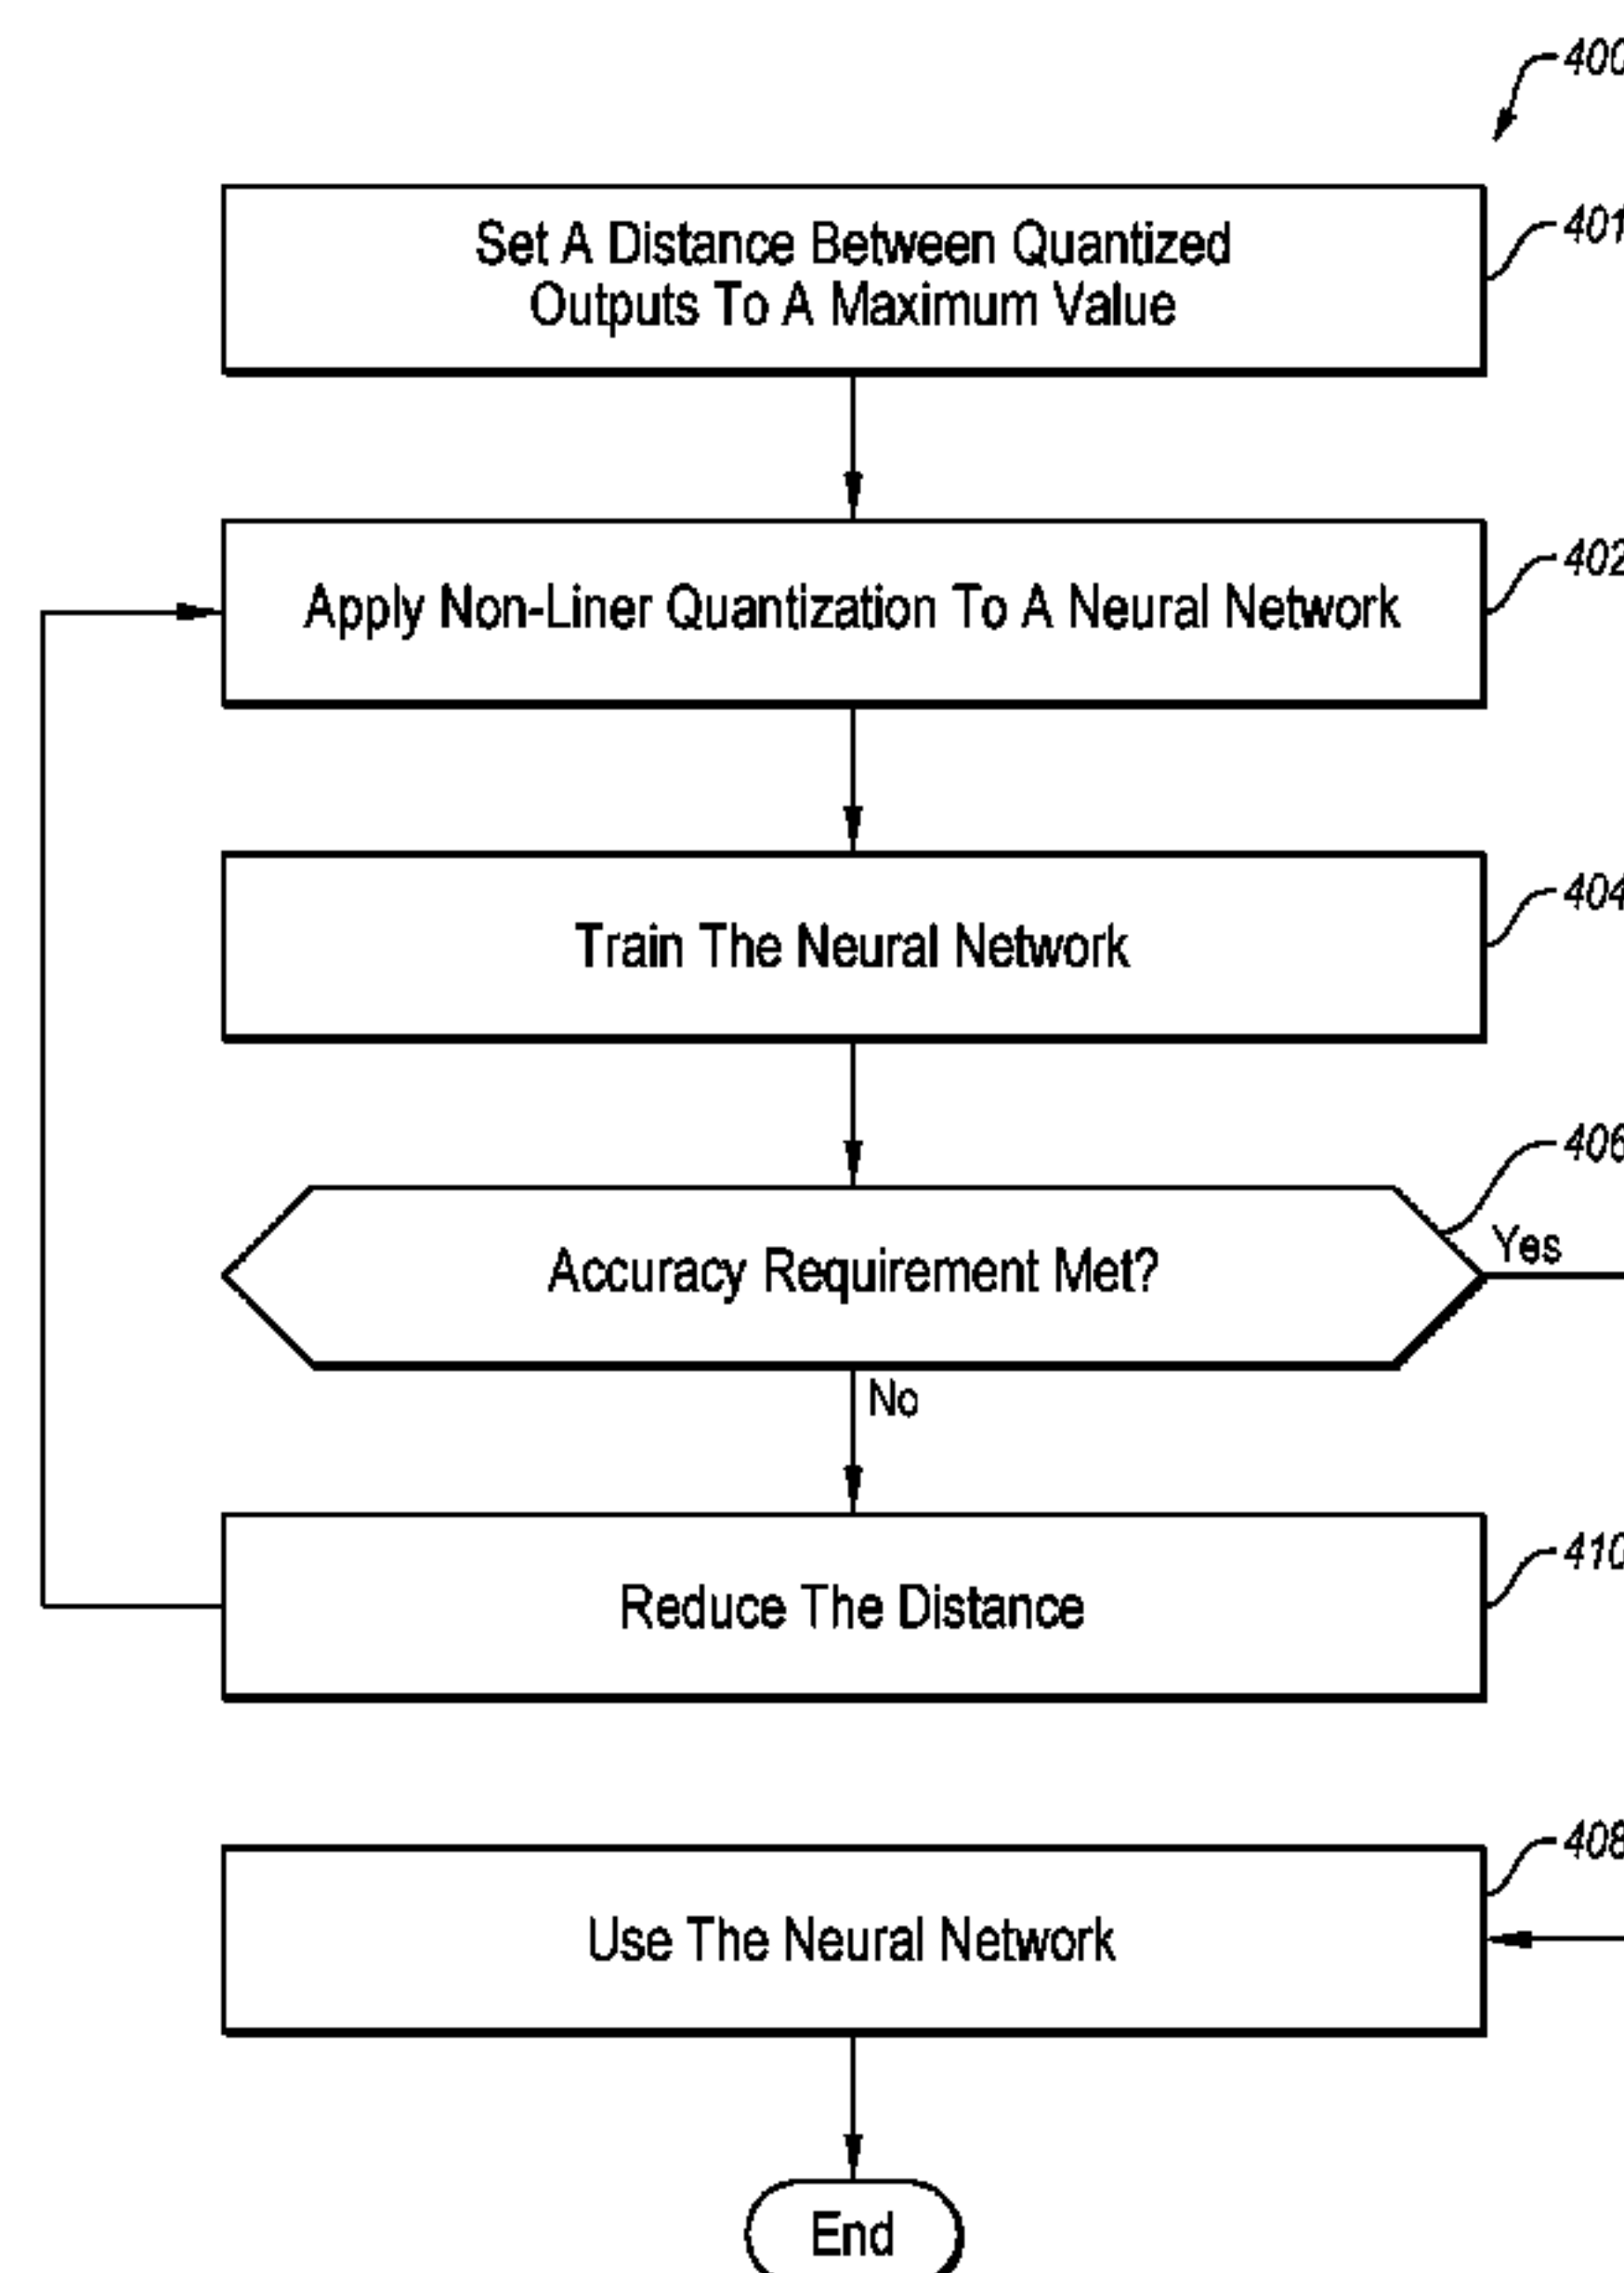 400
Set A Distance Between Quantized
Outputs To A Maximum Value
401
Apply Non-Liner Quantization To A Neural Network
402
Train The Neural Network
404
406
Accuracy Requirement Met?
Yes
No
Reduce The Distance
410
408
Use The Neural Network
End